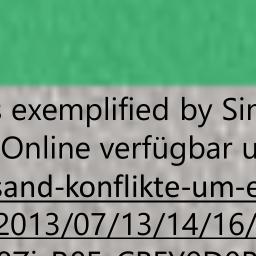 s exemplified by Sin
Online verfügbar u
sand-konflikte-um-e
2013/07/13/14/16/